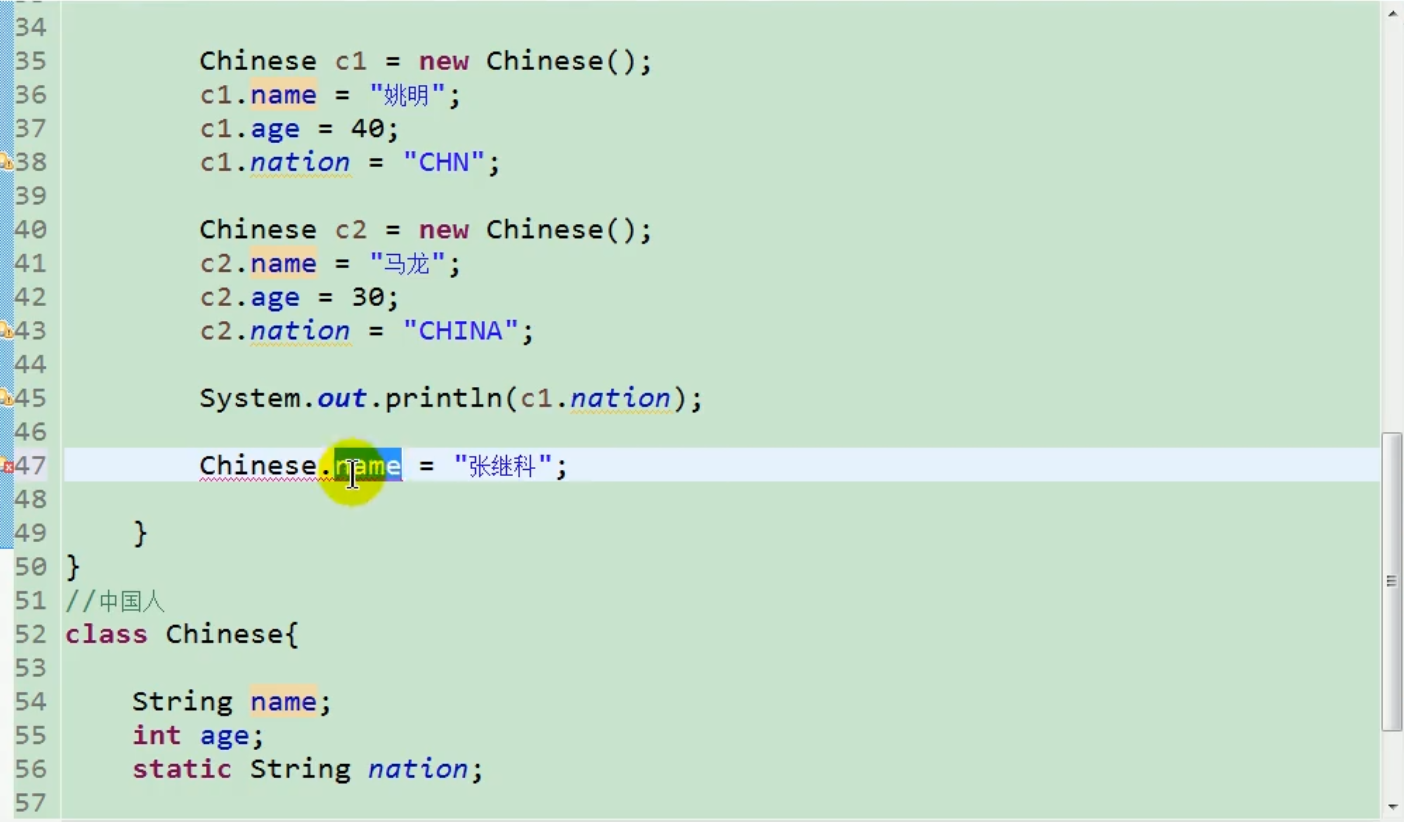 34
35 Chinese c1 = new Chinese();
36 c1.name = "姚明";
37 c1.age = 40;
38 c1.nation = "CHN";
39
40 Chinese c2 = new Chinese();
41 c2.name = "马龙";
42 c2.age = 30;
43 c2.nation = "CHINA";
44
45 System.out.println(c1.nation);
46
47 Chinese.name = "张继科";
48
49 }
50 }
51 //中国人
52 class Chinese{
53
54 String name;
55 int age;
56 static String nation;
57